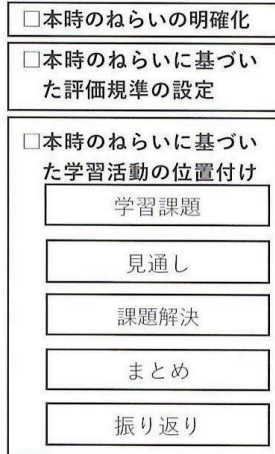 □本時のねらいの明確化
□本時のねらいに基づい
た評価規準の設定
□本時のねらいに基づい
た学習活動の位置付け
学習課題
見通し
課題解決
まとめ
振り返り